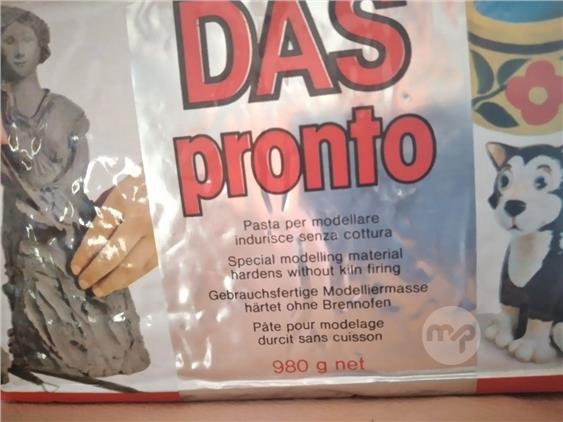 DAS
pronto
Pasta per modellare
indurisce senza cottura
Special modelling material
hardens without kiln firing
Gebrauchsfertige Modelliermasse
härtet ohne Brennofen
Pâte pour modelage
durcit sans cuisson
980 g net
mp